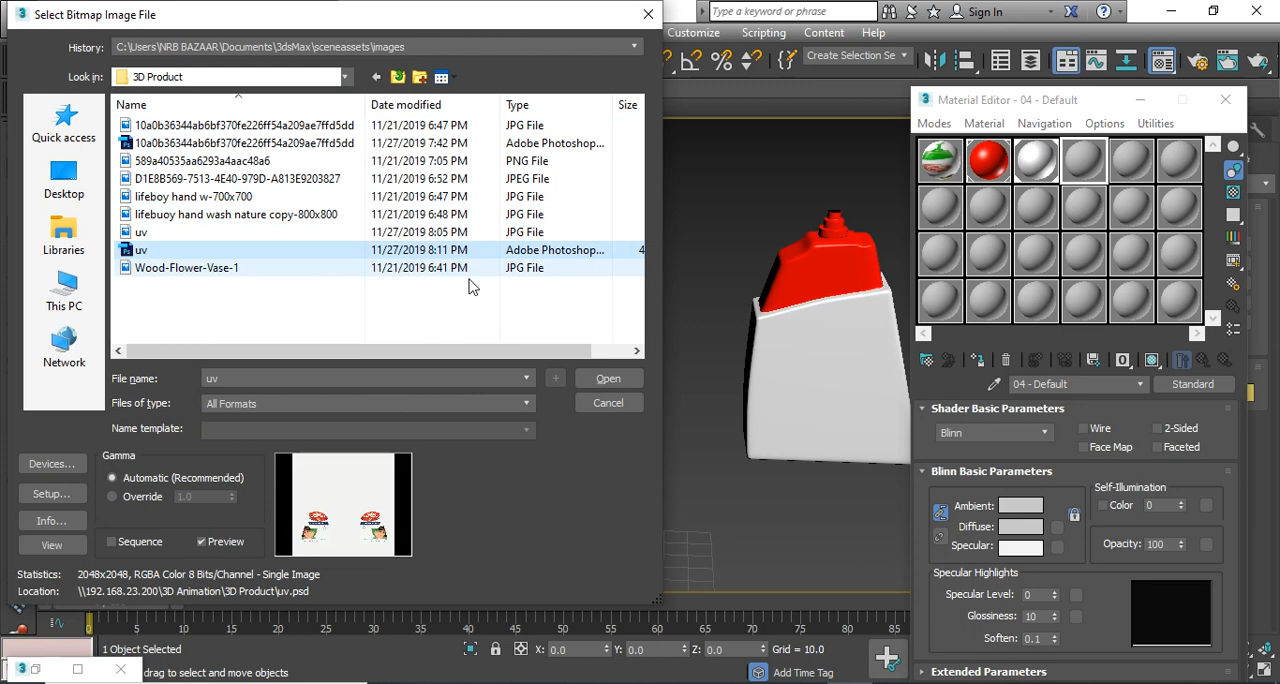 Select Bitmap Image File
History: C:\Users\NRB BAZAAR\Documents\3dsMax\sceneassets\images
Look in: 3D Product
Name Date modified Type Size
10a0b36344ab6bf370fe226ff54a209ae7ffd5dd 11/21/2019 6:47 PM JPG File
10a0b36344ab6bf370fe226ff54a209ae7ffd5dd 11/27/2019 7:42 PM Adobe Photoshop...
589a40535aa6293a4aac48a6 11/21/2019 7:05 PM PNG File
11/21/2019 6:52 PM JPEG File
lifeboy hand w-700x700 11/21/2019 6:47 PM JPG File
lifebuoy hand wash nature copy-800x800 11/21/2019 6:48 PM JPG File
uv 11/27/2019 8:05 PM JPG File
uv 11/27/2019 8:11 PM Adobe Photoshop... 4
Wood-Flower-Vase-1 11/21/2019 6:41 PM JPG File
Quick access
Desktop
Libraries
This PC
Network
File name: uv Open
Files of type: All Formats Cancel
Name template:
Gamma
Automatic (Recommended)
Override 1.0
Sequence Preview
Devices...
Setup...
Info...
View
Statistics: 2048x2048, RGBA Color 8 Bits/Channel - Single Image
Location: \\192.168.23.200\3D Animation\3D Product\uv.psd
Type a keyword or phrase Sign In
Customize Scripting Content Help
Create Selection Se
Material Editor - 04 - Default
Modes Material Navigation Options Utilities
04 - Default Standard
Shader Basic Parameters
Blinn Wire 2-Sided
Face Map Faceted
Blinn Basic Parameters
Self-Illumination
Ambient: Color 0
Diffuse:
Specular: Opacity: 100
Specular Highlights
Specular Level: 0
Glossiness: 10
Soften: 0.1
Extended Parameters
0 5 10 15 20 25 30 35 40 45 50 55 60 65 70 75 80 85
1 Object Selected X: 0.0 Y: 0.0 Z: 0.0 Grid = 10.0
drag to select and move objects Add Time Tag